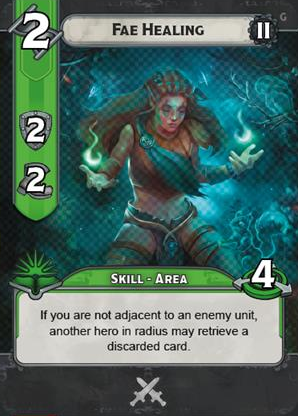 2
FAE HEALING
II
G
2
2
SKILL - AREA
4
If you are not adjacent to an enemy unit,
another hero in radius may retrieve a
discarded card.